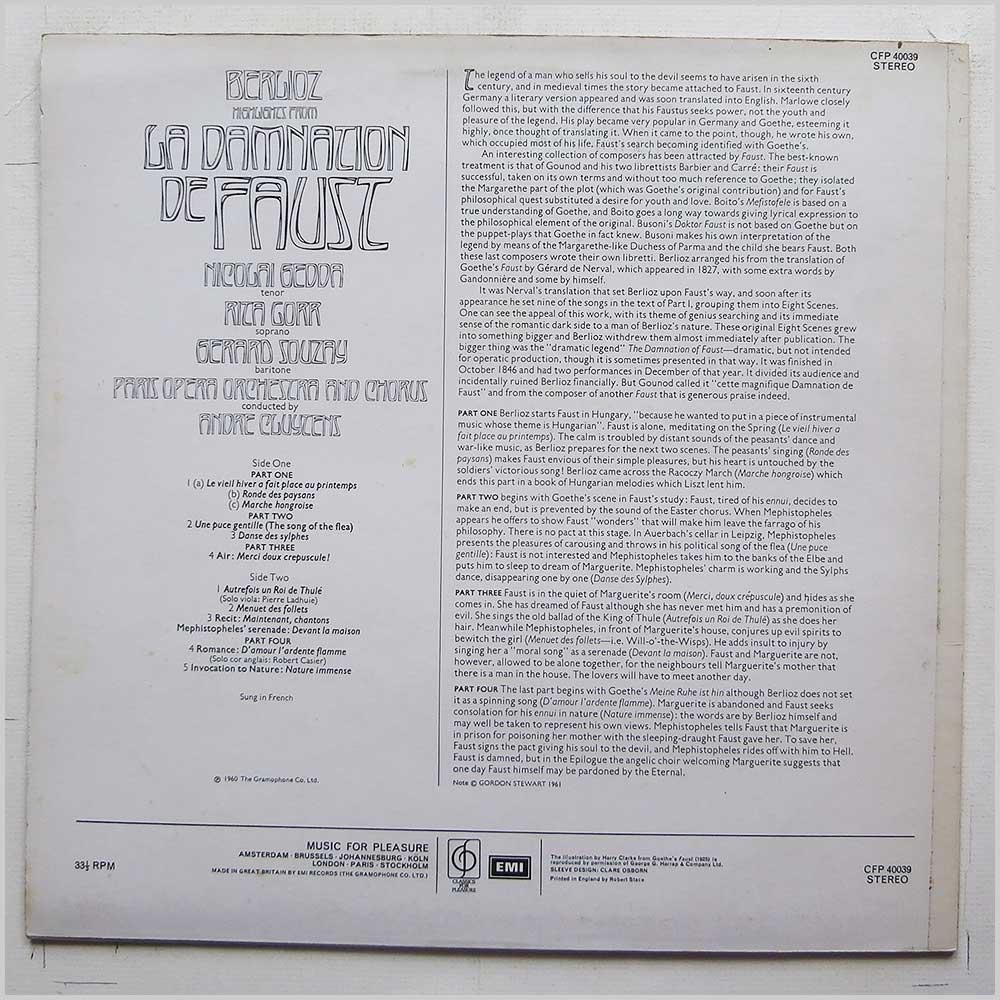 CFP 40039
STEREO
BERLIOZ
HIGHLIGHTS FROM
LA DAMNATION
DE FAUST
NICOLAI GEDDA
tenor
RITA GORR
soprano
GERARD SOUZAY
baritone
PARIS OPERA ORCHESTRA AND CHORUS
conducted by
ANDRE CLUYTENS
Side One
PART ONE
1 (a) Le vieil hiver a fait place au printemps
(b) Ronde des paysans
(c) Marche hongroise
PART TWO
2 Une puce gentille (The song of the flea)
3 Danse des sylphes
PART THREE
4 Air: Merci doux crepuscule!
Side Two
1 Autrefois un Roi de Thulé
(Solo viola: Pierre Ladhuie)
2 Menuet des follets
3 Recit: Maintenant, chantons
Mephistopheles' serenade: Devant la maison
PART FOUR
4 Romance: D'amour l'ardente flamme
(Solo cor anglais: Robert Casier)
5 Invocation to Nature: Nature immense
Sung in French
℗ 1960 The Gramophone Co. Ltd.
The legend of a man who sells his soul to the devil seems to have arisen in the sixth
century, and in medieval times the story became attached to Faust. In sixteenth century
Germany a literary version appeared and was soon translated into English. Marlowe closely
followed this, but with the difference that his Faustus seeks power, not the youth and
pleasure of the legend. His play became very popular in Germany and Goethe, esteeming it
highly, once thought of translating it. When it came to the point, though, he wrote his own,
which occupied most of his life, Faust's search becoming identified with Goethe's.
An interesting collection of composers has been attracted by Faust. The best-known
treatment is that of Gounod and his two librettists Barbier and Carré: their Faust is
successful, taken on its own terms and without too much reference to Goethe; they isolated
the Margarethe part of the plot (which was Goethe's original contribution) and for Faust's
philosophical quest substituted a desire for youth and love. Boito's Mefistofele is based on a
true understanding of Goethe, and Boito goes a long way towards giving lyrical expression to
the philosophical element of the original. Busoni's Doktor Faust is not based on Goethe but on
the puppet-plays that Goethe in fact knew. Busoni makes his own interpretation of the
legend by means of the Margarethe-like Duchess of Parma and the child she bears Faust. Both
these last composers wrote their own libretti. Berlioz arranged his from the translation of
Goethe's Faust by Gérard de Nerval, which appeared in 1827, with some extra words by
Gandonnière and some by himself.
It was Nerval's translation that set Berlioz upon Faust's way, and soon after its
appearance he set nine of the songs in the text of Part I, grouping them into Eight Scenes.
One can see the appeal of this work, with its theme of genius searching and its immediate
sense of the romantic dark side to a man of Berlioz's nature. These original Eight Scenes grew
into something bigger and Berlioz withdrew them almost immediately after publication. The
bigger thing was the "dramatic legend" The Damnation of Faust—dramatic, but not intended
for operatic production, though it is sometimes presented in that way. It was finished in
October 1846 and had two performances in December of that year. It divided its audience and
incidentally ruined Berlioz financially. But Gounod called it "cette magnifique Damnation de
Faust" and from the composer of another Faust that is generous praise indeed.
PART ONE Berlioz starts Faust in Hungary, "because he wanted to put in a piece of instrumental
music whose theme is Hungarian". Faust is alone, meditating on the Spring (Le vieil hiver a
fait place au printemps). The calm is troubled by distant sounds of the peasants' dance and
war-like music, as Berlioz prepares for the next two scenes. The peasants' singing (Ronde des
paysans) makes Faust envious of their simple pleasures, but his heart is untouched by the
soldiers' victorious song! Berlioz came across the Racoczy March (Marche hongroise) which
ends this part in a book of Hungarian melodies which Liszt lent him.
PART TWO begins with Goethe's scene in Faust's study: Faust, tired of his ennui, decides to
make an end, but is prevented by the sound of the Easter chorus. When Mephistopheles
appears he offers to show Faust "wonders" that will make him leave the farrago of his
philosophy. There is no pact at this stage. In Auerbach's cellar in Leipzig, Mephistopheles
presents the pleasures of carousing and throws in his political song of the flea (Une puce
gentille): Faust is not interested and Mephistopheles takes him to the banks of the Elbe and
puts him to sleep to dream of Marguerite. Mephistopheles' charm is working and the Sylphs
dance, disappearing one by one (Danse des Sylphes).
PART THREE Faust is in the quiet of Marguerite's room (Merci, doux crépuscule) and hides as she
comes in. She has dreamed of Faust although she has never met him and has a premonition of
evil. She sings the old ballad of the King of Thule (Autrefois un Roi de Thulé) as she does her
hair. Meanwhile Mephistopheles, in front of Marguerite's house, conjures up evil spirits to
bewitch the girl (Menuet des follets—i.e. Will-o'-the-Wisps). He adds insult to injury by
singing her a "moral song" as a serenade (Devant la maison). Faust and Marguerite are not,
however, allowed to be alone together, for the neighbours tell Marguerite's mother that
there is a man in the house. The lovers will have to meet another day.
PART FOUR The last part begins with Goethe's Meine Ruhe ist hin although Berlioz does not set
it as a spinning song (D'amour l'ardente flamme). Marguerite is abandoned and Faust seeks
consolation for his ennui in nature (Nature immense): the words are by Berlioz himself and
may well be taken to represent his own views. Mephistopheles tells Faust that Marguerite is
in prison for poisoning her mother with the sleeping-draught Faust gave her. To save her,
Faust signs the pact giving his soul to the devil, and Mephistopheles rides off with him to Hell.
Faust is damned, but in the Epilogue the angelic choir welcoming Marguerite suggests that
one day Faust himself may be pardoned by the Eternal.
Note © GORDON STEWART 1961
33⅓ RPM
MUSIC FOR PLEASURE
AMSTERDAM · BRUSSELS · JOHANNESBURG · KÖLN
LONDON · PARIS · STOCKHOLM
MADE IN GREAT BRITAIN BY EMI RECORDS (THE GRAMOPHONE CO. LTD.)
CLASSICS
FOR
PLEASURE
EMI
The illustration by Harry Clarke from Goethe's Faust (1925) is
reproduced by permission of George G. Harrap & Company Ltd.
SLEEVE DESIGN: CLARE OSBORN
Printed in England by Robert Stace
CFP 40039
STEREO